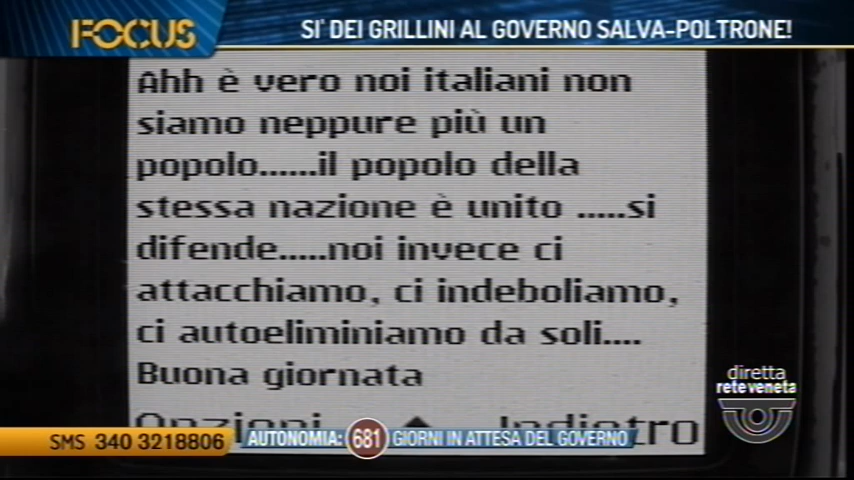 FOCUS
SI' DEI GRILLINI AL GOVERNO SALVA-POLTRONE!
Ahh è vero noi italiani non
siamo neppure più un
popolo......il popolo della
stessa nazione è unito .....si
difende.....noi invece ci
attacchiamo, ci indeboliamo,
ci autoeliminiamo da soli....
Buona giornata
Opzioni Indietro
diretta
reteveneta
SMS 340 3218806
AUTONOMIA: 681 GIORNI IN ATTESA DEL GOVERNO